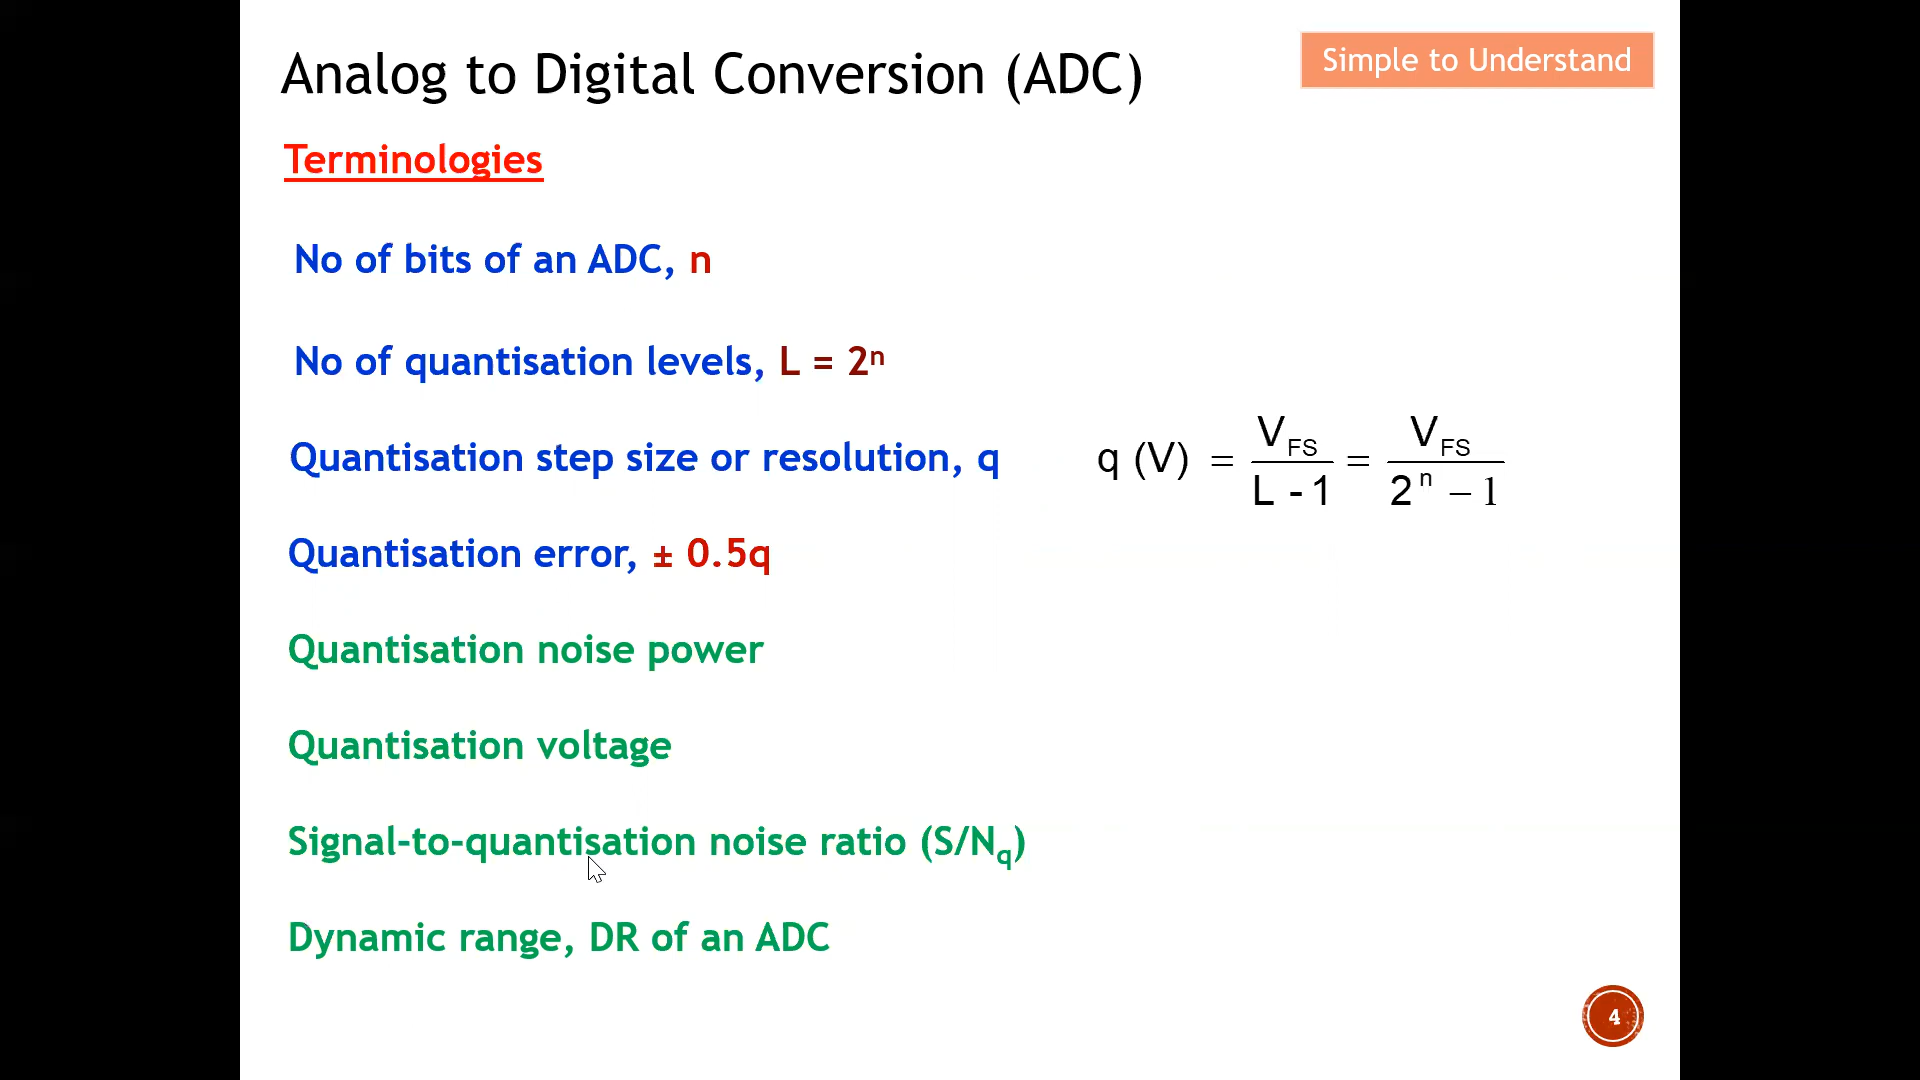 Analog to Digital Conversion (ADC)
Simple to Understand
Terminologies
No of bits of an ADC, n
No of quantisation levels, L = 2ⁿ
Quantisation step size or resolution, q
q (V) = V_FS / (L - 1) = V_FS / (2ⁿ − 1)
Quantisation error, ± 0.5q
Quantisation noise power
Quantisation voltage
Signal-to-quantisation noise ratio (S/N_q)
Dynamic range, DR of an ADC
4